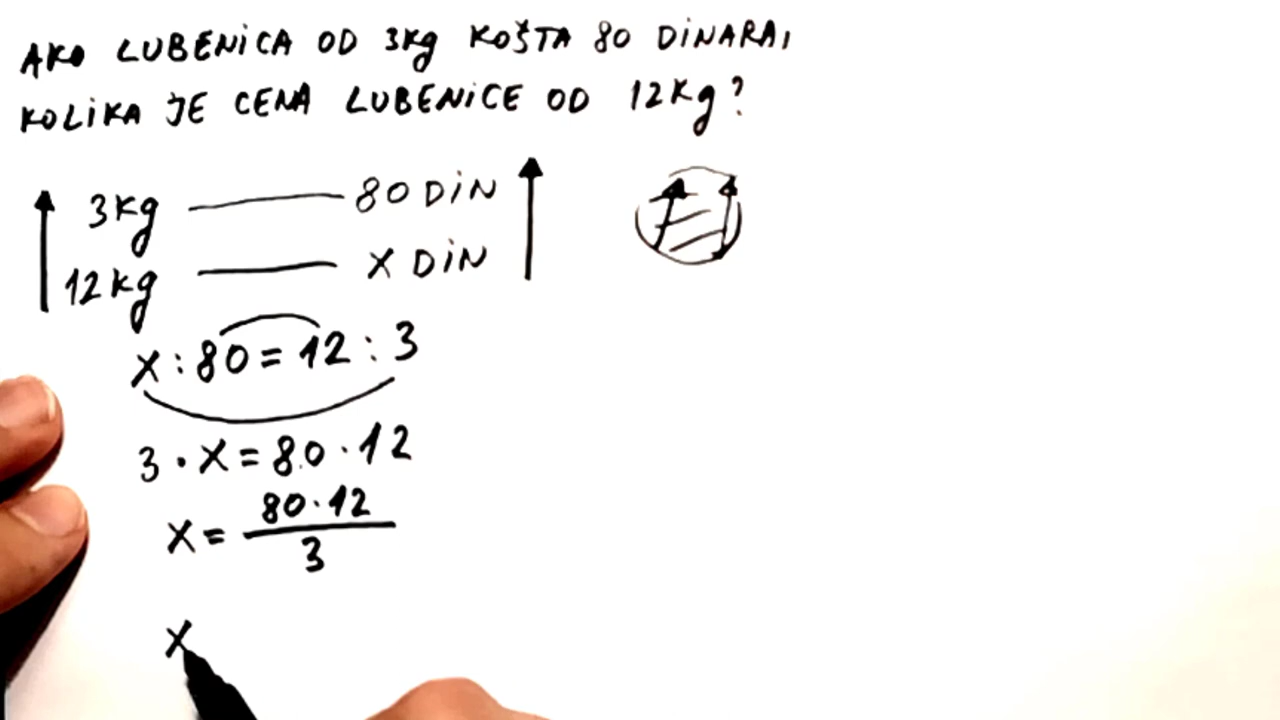 AKO LUBENICA OD 3kg KOŠTA 80 DINARA,
KOLIKA JE CENA LUBENICE OD 12kg?
3kg — 80 DIN
12kg — X DIN
X : 80 = 12 : 3
3 · X = 80 · 12
X = 80 · 12 / 3
X